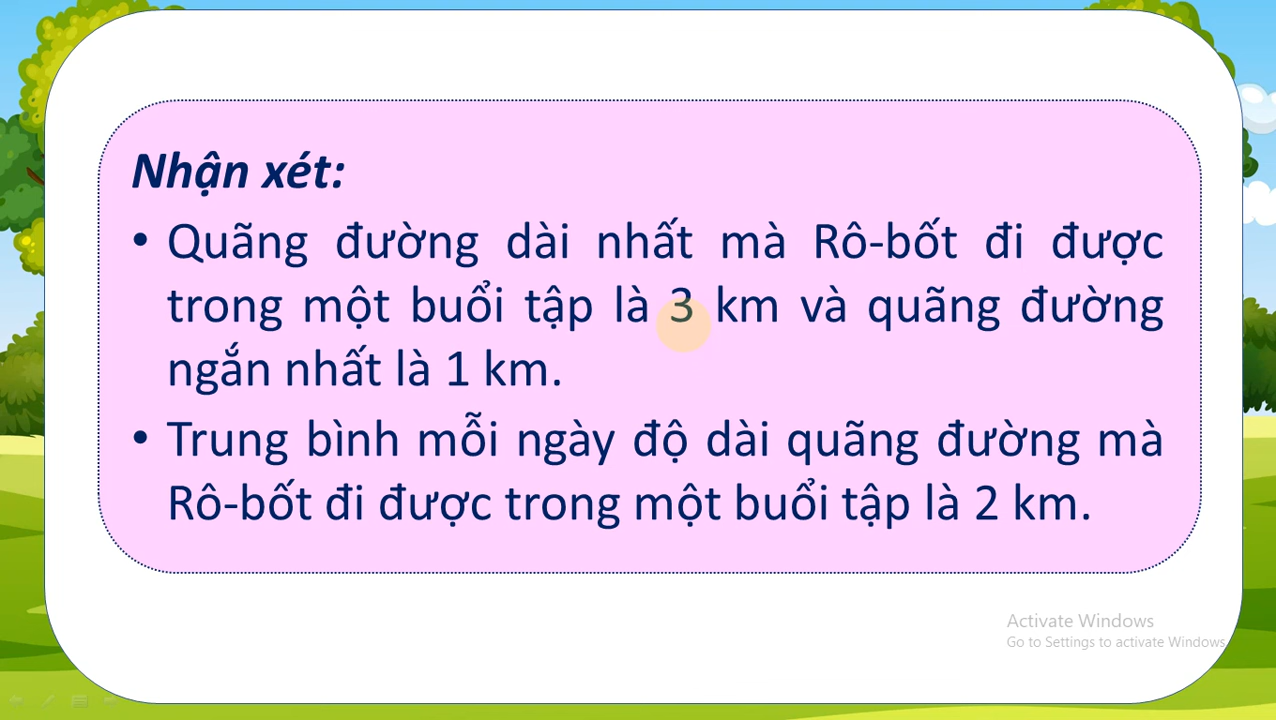 Nhận xét:
• Quãng đường dài nhất mà Rô-bốt đi được
trong một buổi tập là 3 km và quãng đường
ngắn nhất là 1 km.
• Trung bình mỗi ngày độ dài quãng đường mà
Rô-bốt đi được trong một buổi tập là 2 km.
Activate Windows
Go to Settings to activate Windows